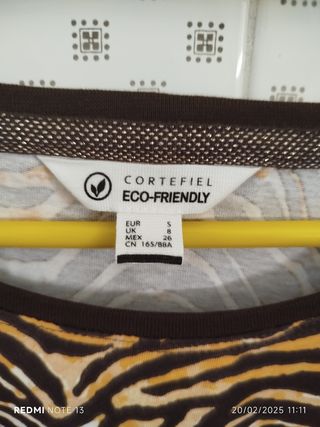 CORTEFIEL
ECO-FRIENDLY
EUR S
UK 8
MEX 26
CN 165/88A
REDMI NOTE 13
20/02/2025 11:11